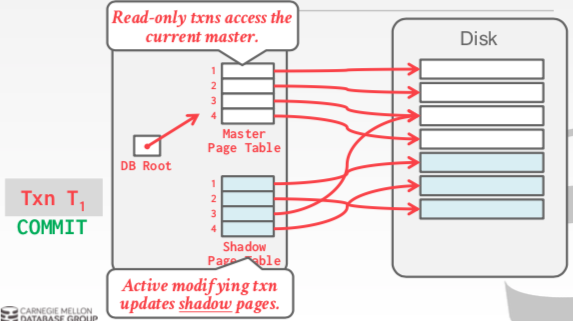 Read-only txns access the
current master.
Disk
1
2
3
4
Master
Page Table
DB Root
Txn T₁
COMMIT
1
2
3
4
Shadow
Page Table
Active modifying txn
updates shadow pages.
CARNEGIE MELLON
DATABASE GROUP